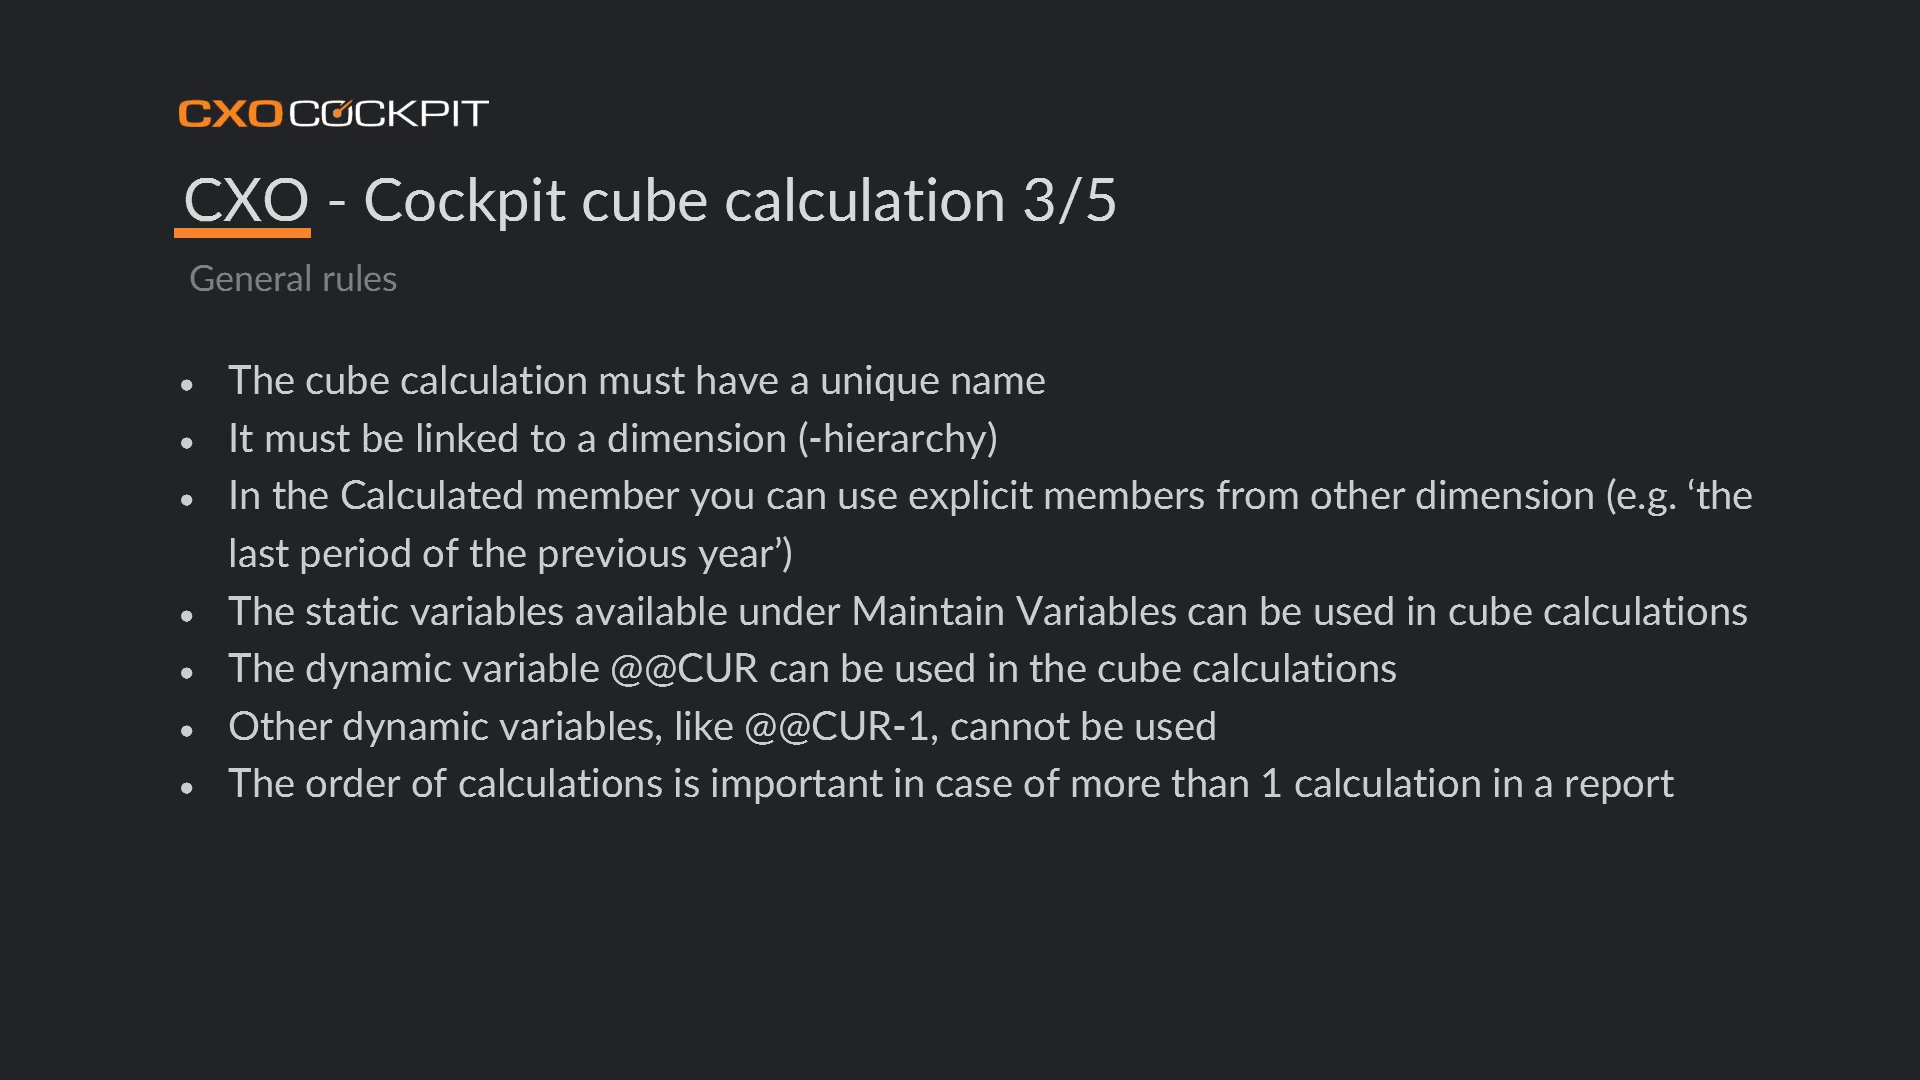 CXOCOCKPIT
CXO - Cockpit cube calculation 3/5
General rules
• The cube calculation must have a unique name
• It must be linked to a dimension (-hierarchy)
• In the Calculated member you can use explicit members from other dimension (e.g. ‘the
last period of the previous year’)
• The static variables available under Maintain Variables can be used in cube calculations
• The dynamic variable @@CUR can be used in the cube calculations
• Other dynamic variables, like @@CUR-1, cannot be used
• The order of calculations is important in case of more than 1 calculation in a report